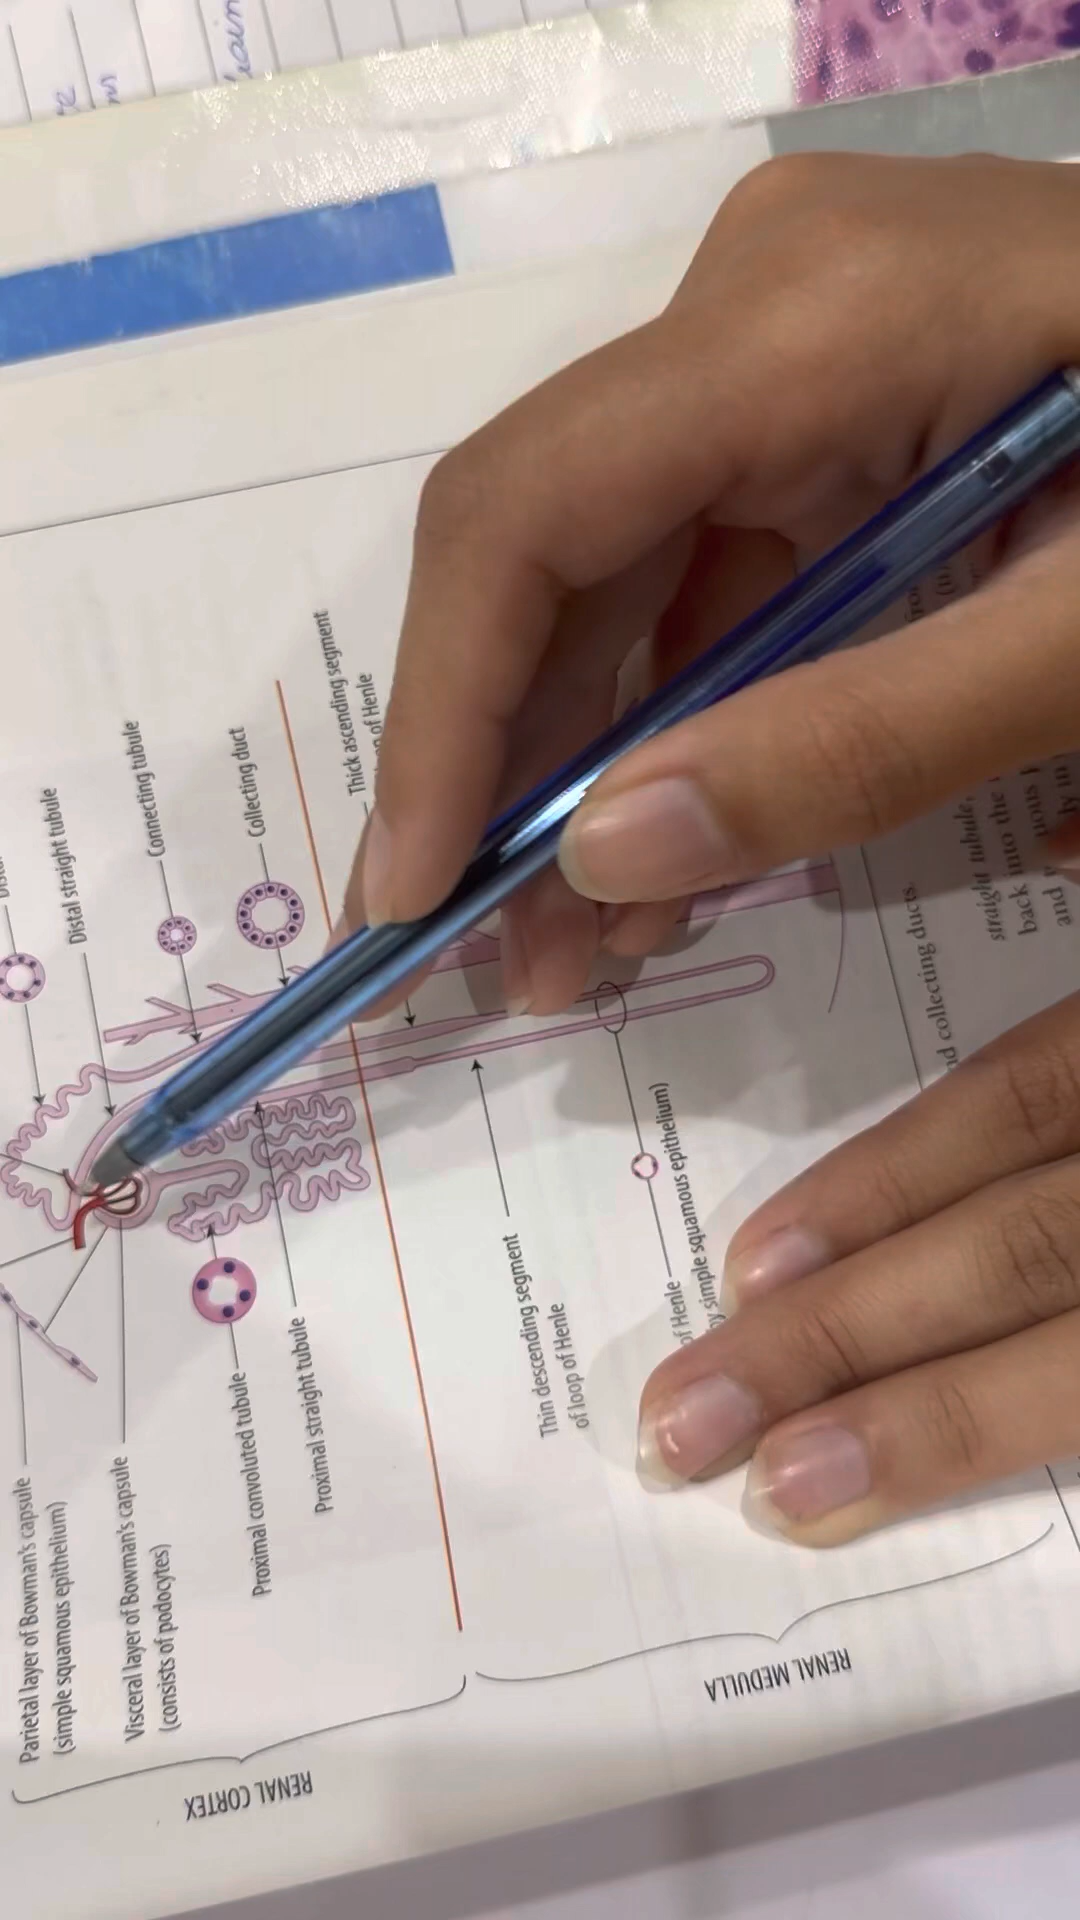 Parietal layer of Bowman's capsule
(simple squamous epithelium)
Visceral layer of Bowman's capsule
(consists of podocytes)
Proximal convoluted tubule
Proximal straight tubule
Distal straight tubule
Connecting tubule
Collecting duct
Thick ascending segment
of Henle
Thin descending segment
of loop of Henle
of Henle
simple squamous epithelium)
RENAL CORTEX
RENAL MEDULLA
collecting ducts.
straight tubule,
back into the
and